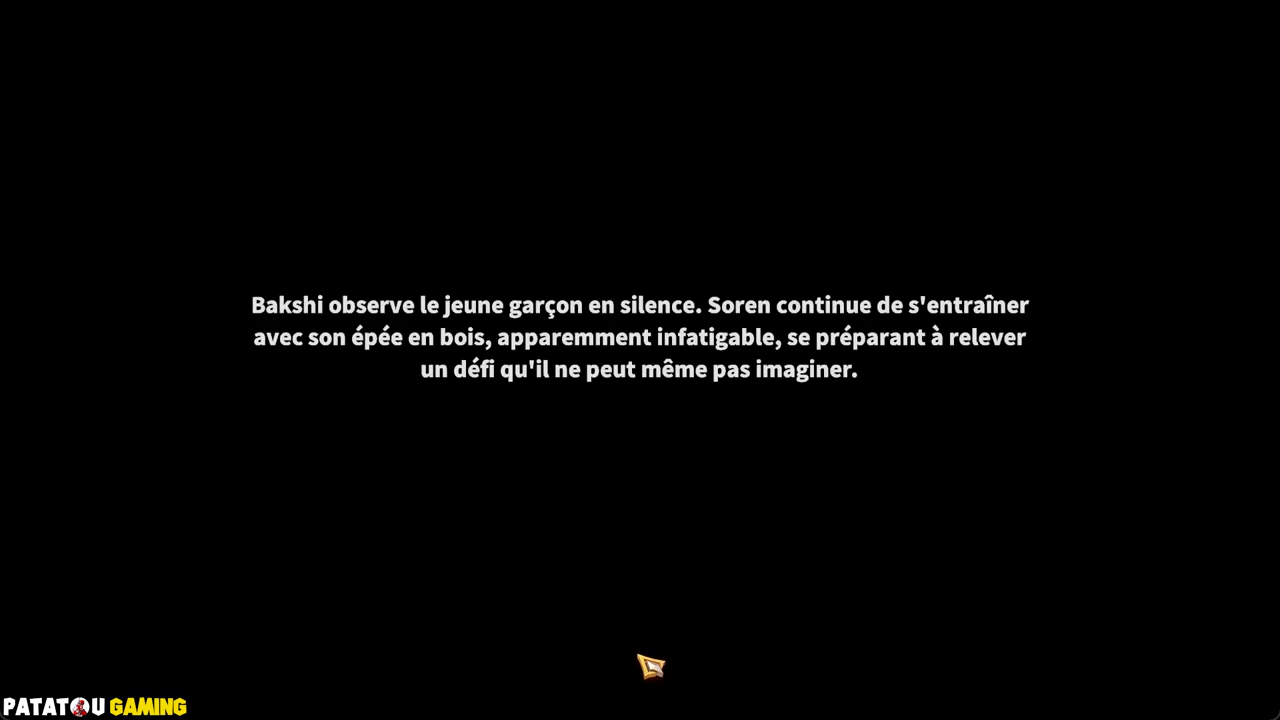 Bakshi observe le jeune garçon en silence. Soren continue de s'entraîner
avec son épée en bois, apparemment infatigable, se préparant à relever
un défi qu'il ne peut même pas imaginer.
PATATOU GAMING